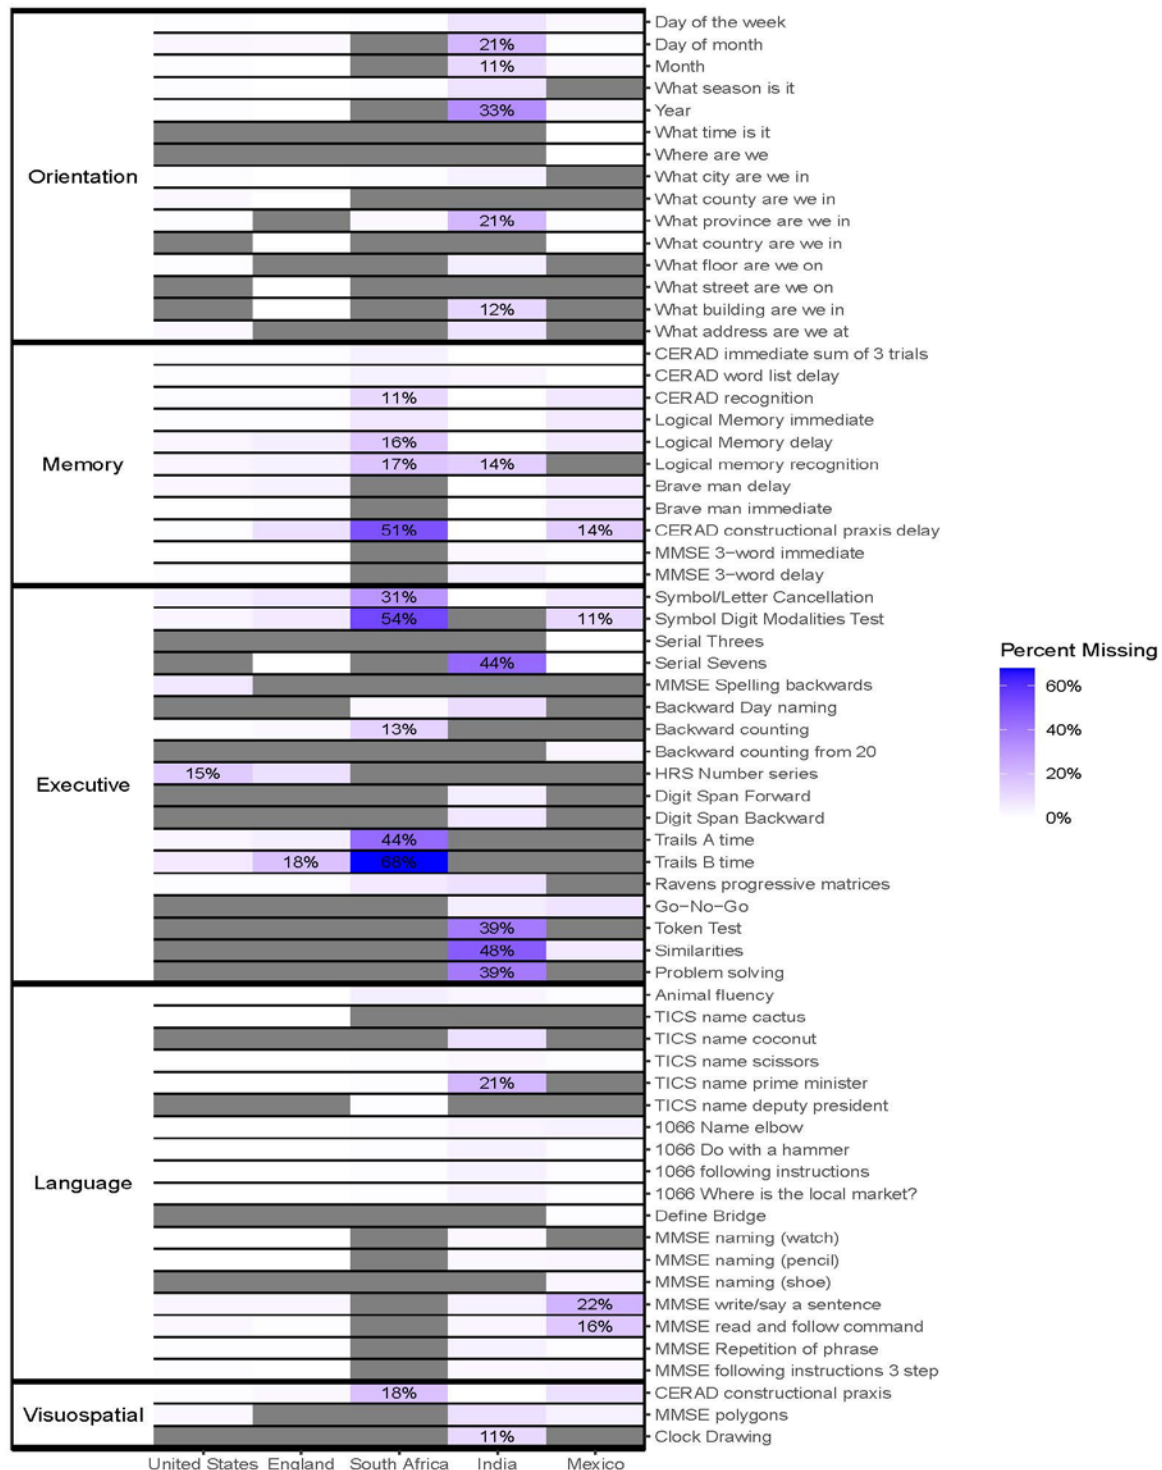 Day of the week
21% Day of month
11% Month
What season is it
33% Year
What time is it
Where are we
Orientation What city are we in
What county are we in
21% What province are we in
What country are we in
What floor are we on
What street are we on
12% What building are we in
What address are we at
CERAD immediate sum of 3 trials
CERAD word list delay
11% CERAD recognition
Logical Memory immediate
16% Logical Memory delay
Memory 17% 14% Logical memory recognition
Brave man delay
Brave man immediate
51% 14% CERAD constructional praxis delay
MMSE 3−word immediate
MMSE 3−word delay
31% Symbol/Letter Cancellation
54% 11% Symbol Digit Modalities Test
Serial Threes
44% Serial Sevens
MMSE Spelling backwards
Backward Day naming
13% Backward counting
Backward counting from 20
Executive 15% HRS Number series
Digit Span Forward
Digit Span Backward
44% Trails A time
18% 68% Trails B time
Ravens progressive matrices
Go−No−Go
39% Token Test
48% Similarities
39% Problem solving
Animal fluency
TICS name cactus
TICS name coconut
TICS name scissors
21% TICS name prime minister
TICS name deputy president
1066 Name elbow
1066 Do with a hammer
1066 following instructions
Language 1066 Where is the local market?
Define Bridge
MMSE naming (watch)
MMSE naming (pencil)
MMSE naming (shoe)
22% MMSE write/say a sentence
16% MMSE read and follow command
MMSE Repetition of phrase
MMSE following instructions 3 step
18% CERAD constructional praxis
Visuospatial MMSE polygons
11% Clock Drawing
United States England South Africa India Mexico
Percent Missing
60%
40%
20%
0%